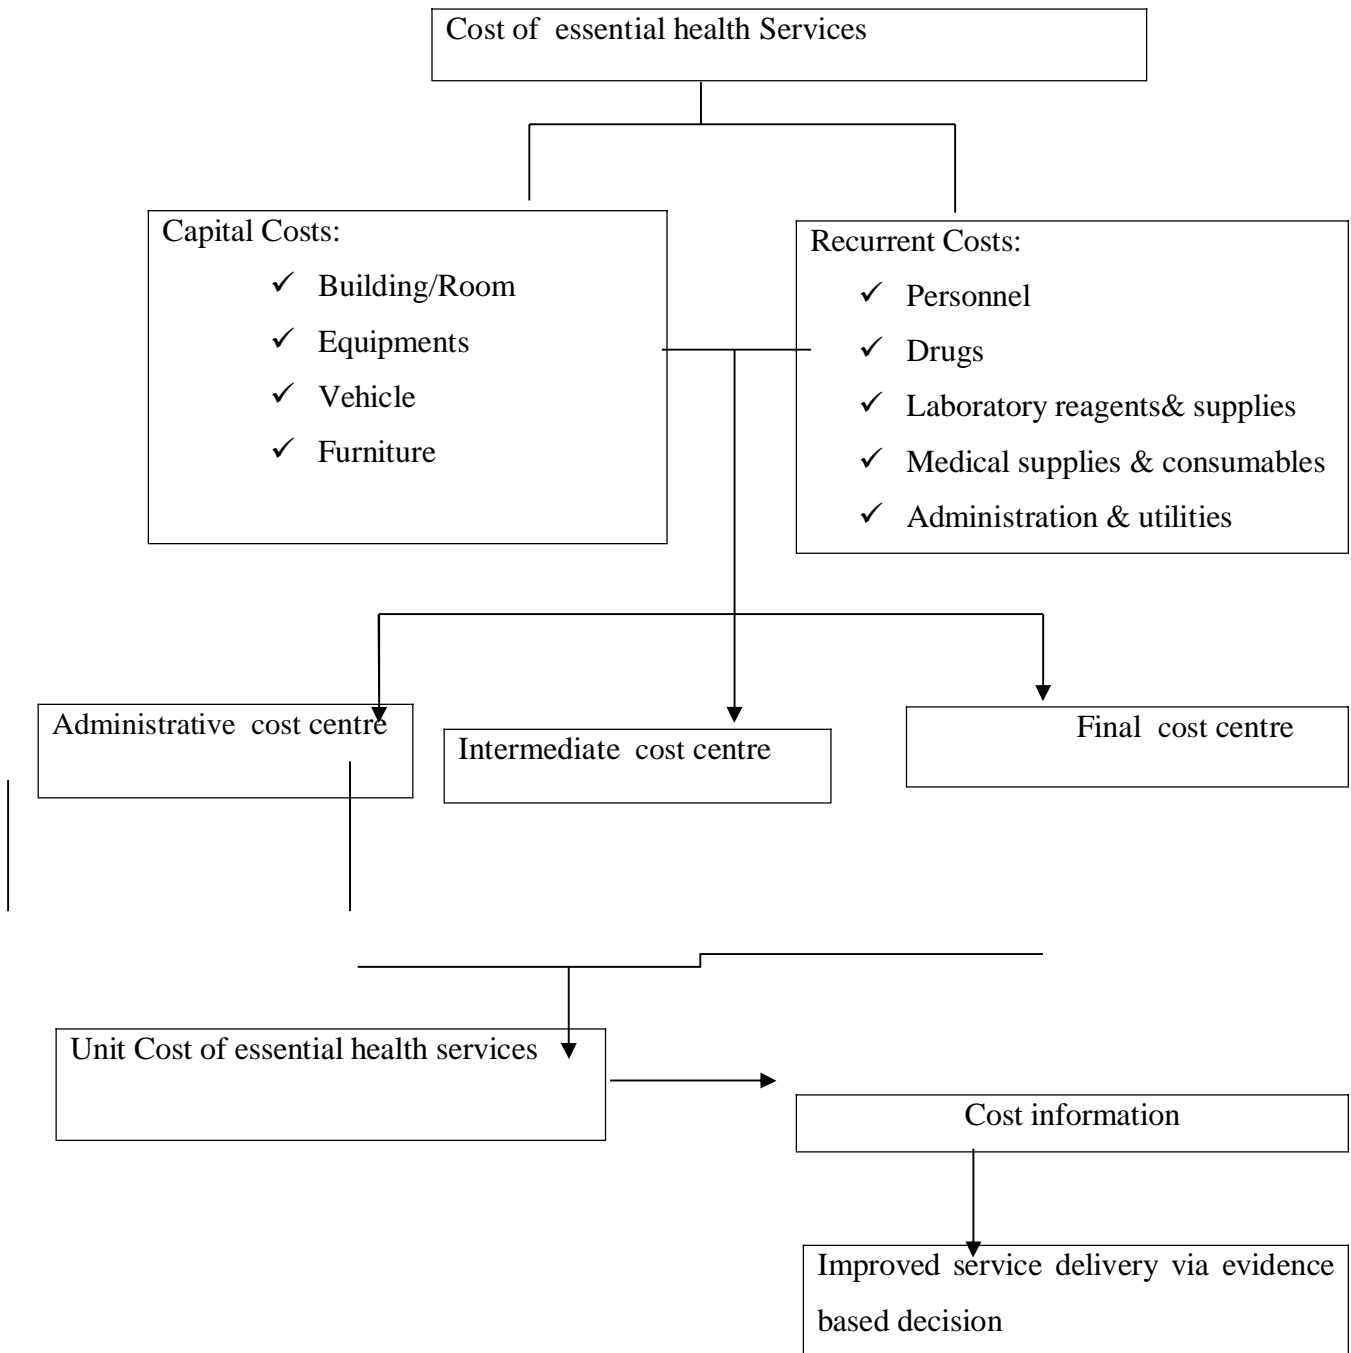 Cost of essential health Services
Capital Costs:
✓ Building/Room
✓ Equipments
✓ Vehicle
✓ Furniture
Recurrent Costs:
✓ Personnel
✓ Drugs
✓ Laboratory reagents& supplies
✓ Medical supplies & consumables
✓ Administration & utilities
Administrative cost centre
Intermediate cost centre
Final cost centre
Unit Cost of essential health services
Cost information
Improved service delivery via evidence
based decision